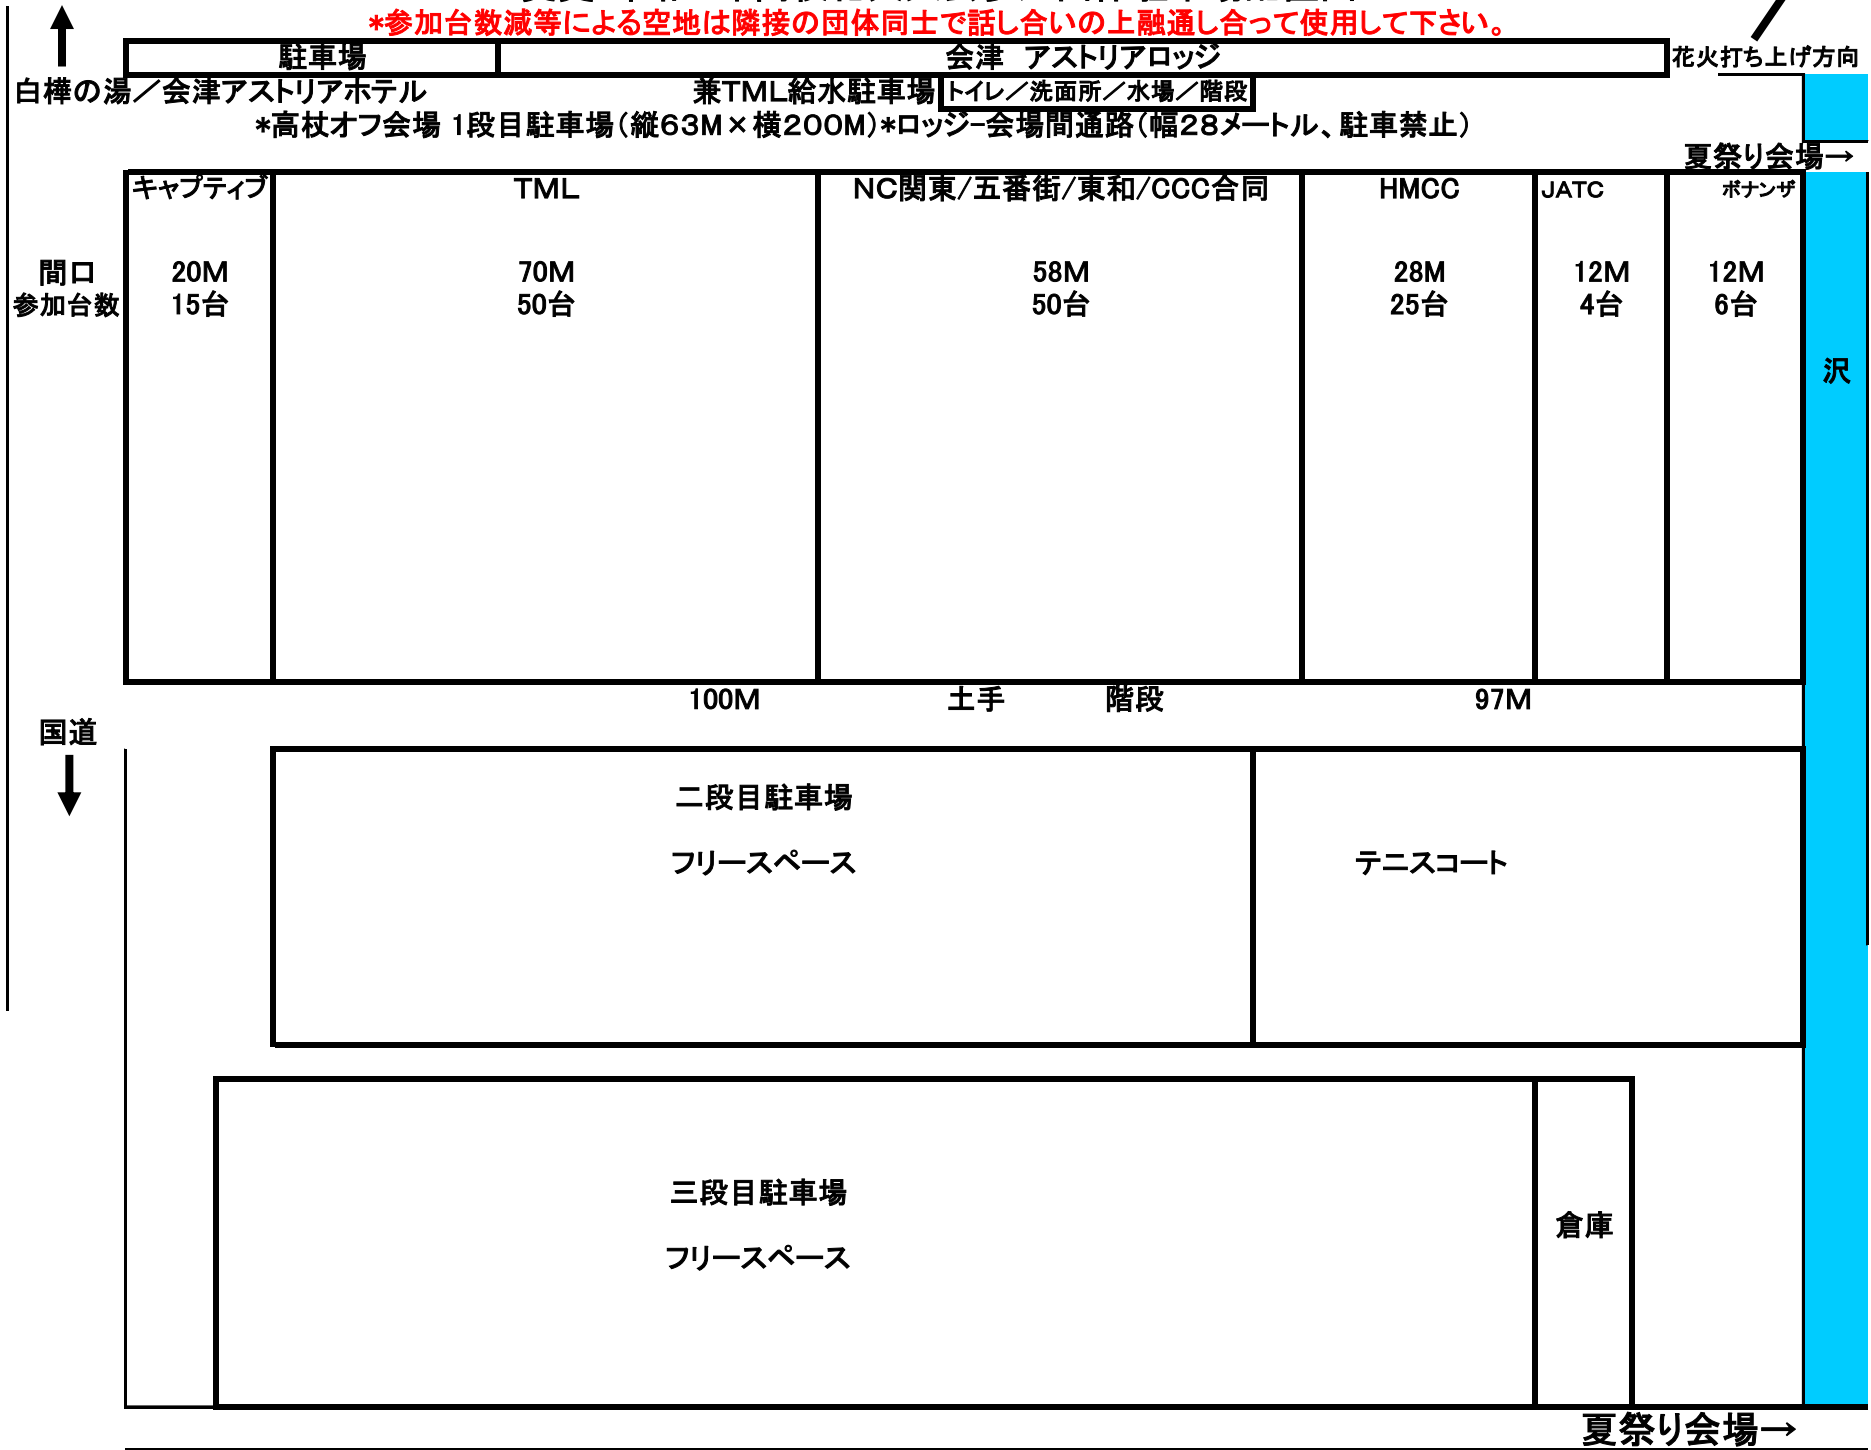 *参加台数減等による空地は隣接の団体同士で話し合いの上融通し合って使用して下さい。
駐車場 会津 アストリアロッジ 花火打ち上げ方向
白樺の湯／会津アストリアホテル 兼TML給水駐車場 トイレ／洗面所／水場／階段
*高杖オフ会場 1段目駐車場（縦63M×横200M）*ロッジｰ会場間通路（幅28メートル、駐車禁止）
夏祭り会場→
キャプティブ TML NC関東/五番街/東和/CCC合同 HMCC JATC ボナンザ
間口 20M 70M 58M 28M 12M 12M
参加台数 15台 50台 50台 25台 4台 6台
沢
100M 土手 階段 97M
国道
二段目駐車場
フリースペース テニスコート
三段目駐車場
倉庫
フリースペース
夏祭り会場→